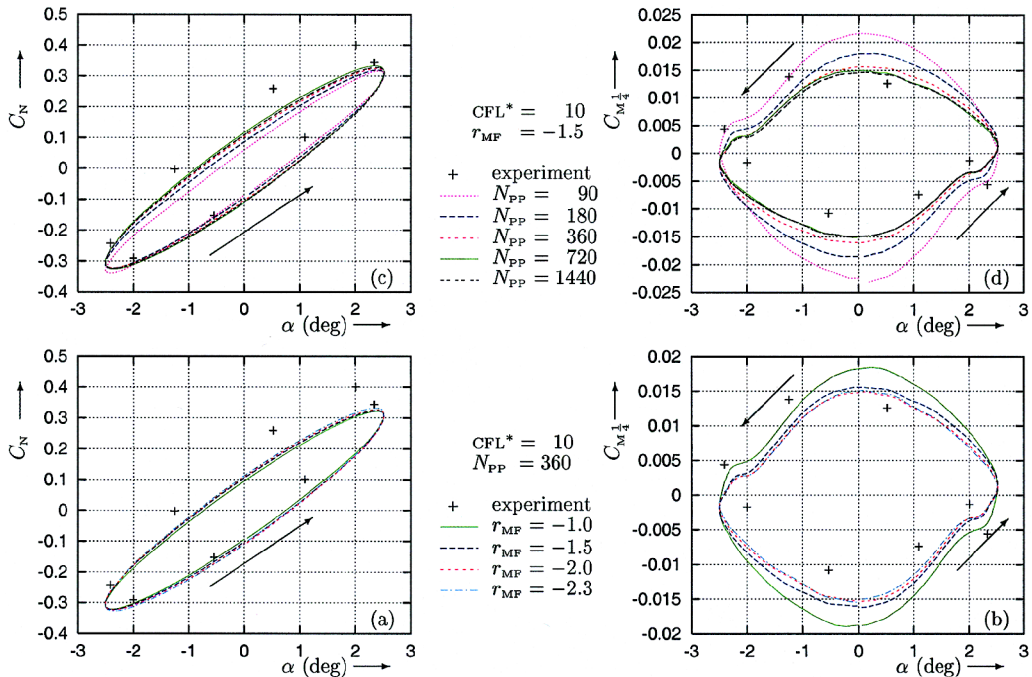 0.5
0.4
0.3
0.2
0.1
0
-0.1
-0.2
-0.3
-0.4
C_N
-3 -2 -1 0 1 2 3
α (deg)
(c)
CFL* = 10
r_MF = −1.5
+ experiment
N_PP = 90
N_PP = 180
N_PP = 360
N_PP = 720
N_PP = 1440
0.025
0.02
0.015
0.01
0.005
0
-0.005
-0.01
-0.015
-0.02
-0.025
C_M 1/4
-3 -2 -1 0 1 2 3
α (deg)
(d)
0.5
0.4
0.3
0.2
0.1
0
-0.1
-0.2
-0.3
-0.4
C_N
-3 -2 -1 0 1 2 3
α (deg)
(a)
CFL* = 10
N_PP = 360
+ experiment
r_MF = −1.0
r_MF = −1.5
r_MF = −2.0
r_MF = −2.3
0.02
0.015
0.01
0.005
0
-0.005
-0.01
-0.015
-0.02
C_M 1/4
-3 -2 -1 0 1 2 3
α (deg)
(b)